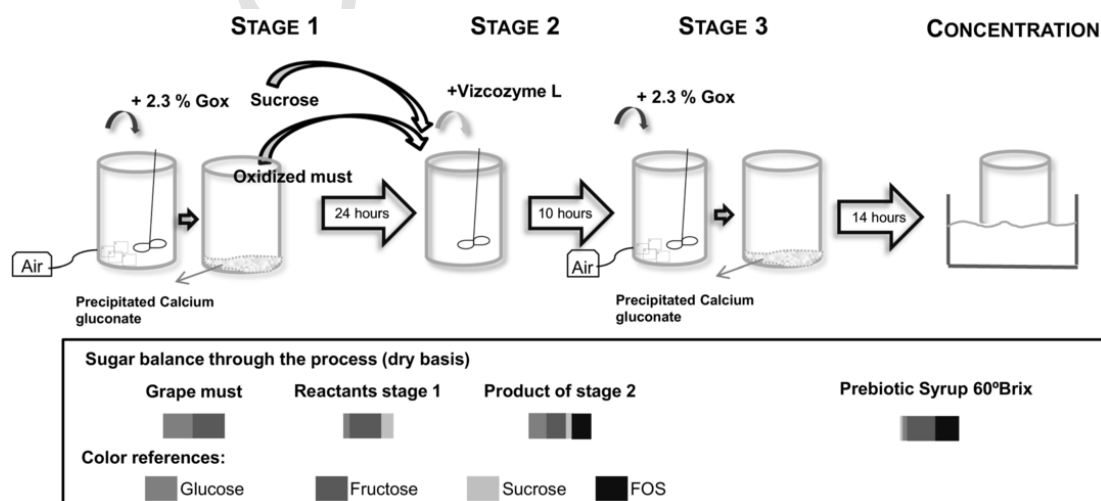 STAGE 1 STAGE 2 STAGE 3 CONCENTRATION
+ 2.3 % Gox
Sucrose
+Vizcozyme L
+ 2.3 % Gox
Oxidized must
24 hours
10 hours
14 hours
Air
Air
Precipitated Calcium
gluconate
Precipitated Calcium
gluconate
Sugar balance through the process (dry basis)
Grape must Reactants stage 1 Product of stage 2 Prebiotic Syrup 60ºBrix
Color references:
Glucose Fructose Sucrose FOS